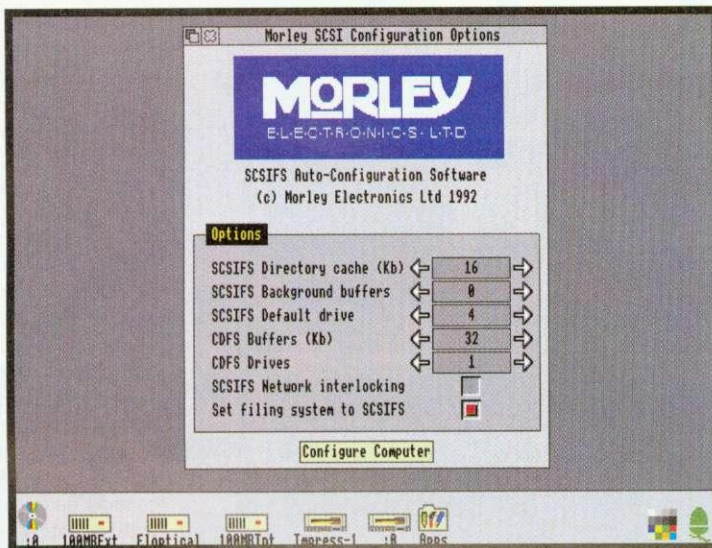 Morley SCSI Configuration Options
MORLEY
E·L·E·C·T·R·O·N·I·C·S· L·T·D
SCSIFS Auto-Configuration Software
(c) Morley Electronics Ltd 1992
Options
SCSIFS Directory cache (Kb) 16
SCSIFS Background buffers 0
SCSIFS Default drive 4
CDFS Buffers (Kb) 32
CDFS Drives 1
SCSIFS Network interlocking
Set filing system to SCSIFS
Configure Computer
:0 100MBExt Floptical 100MBInt Impress-1 :0 Apps